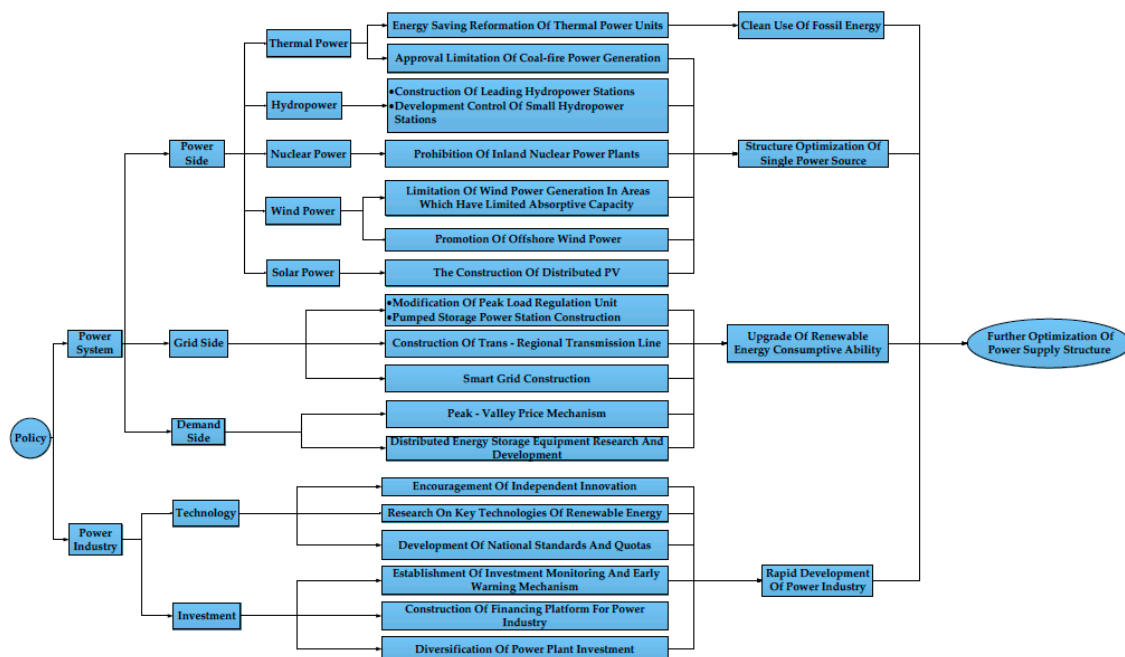 Energy Saving Reformation Of Thermal Power Units
Clean Use Of Fossil Energy
Thermal Power
Approval Limitation Of Coal-fire Power Generation
Hydropower
•Construction Of Leading Hydropower Stations
•Development Control Of Small Hydropower
Stations
Power
Side
Nuclear Power
Prohibition Of Inland Nuclear Power Plants
Structure Optimization Of
Single Power Source
Limitation Of Wind Power Generation In Areas
Which Have Limited Absorptive Capacity
Wind Power
Promotion Of Offshore Wind Power
Solar Power
The Construction Of Distributed PV
•Modification Of Peak Load Regulation Unit
•Pumped Storage Power Station Construction
Power
System
Grid Side
Construction Of Trans - Regional Transmission Line
Upgrade Of Renewable
Energy Consumptive Ability
Further Optimization Of
Power Supply Structure
Smart Grid Construction
Peak - Valley Price Mechanism
Demand
Side
Policy
Distributed Energy Storage Equipment Research And
Development
Encouragement Of Independent Innovation
Technology
Research On Key Technologies Of Renewable Energy
Power
Industry
Development Of National Standards And Quotas
Establishment Of Investment Monitoring And Early
Warning Mechanism
Rapid Development
Of Power Industry
Investment
Construction Of Financing Platform For Power
Industry
Diversification Of Power Plant Investment